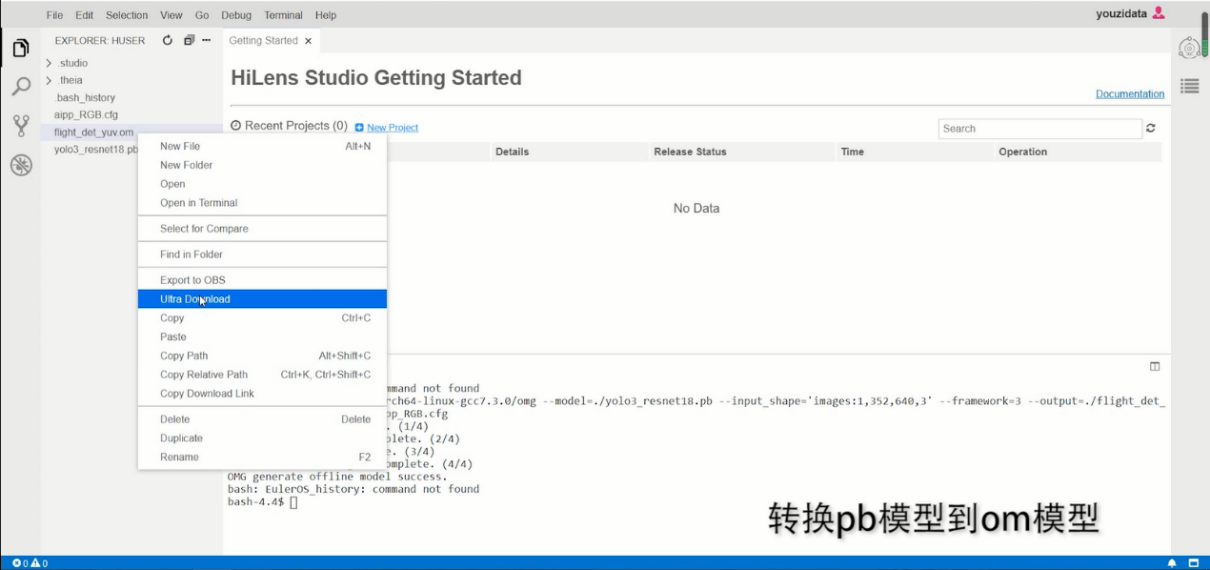 File Edit Selection View Go Debug Terminal Help
youzidata
EXPLORER: HUSER
Getting Started
.studio
.theia
.bash_history
aipp_RGB.cfg
flight_det_yuv.om
yolo3_resnet18.pb
HiLens Studio Getting Started
Documentation
Recent Projects (0) New Project
Search
Details Release Status Time Operation
No Data
New File Alt+N
New Folder
Open
Open in Terminal
Select for Compare
Find in Folder
Export to OBS
Ultra Download
Copy Ctrl+C
Paste
Copy Path Alt+Shift+C
Copy Relative Path Ctrl+K, Ctrl+Shift+C
Copy Download Link
Delete Delete
Duplicate
Rename F2
mmand not found
rch64-linux-gcc7.3.0/omg --model=./yolo3_resnet18.pb --input_shape='images:1,352,640,3' --framework=3 --output=./flight_det_
pp_RGB.cfg
. (1/4)
plete. (2/4)
e. (3/4)
omplete. (4/4)
OMG generate offline model success.
bash: EulerOS_history: command not found
bash-4.4$
转换pb模型到om模型
0 0